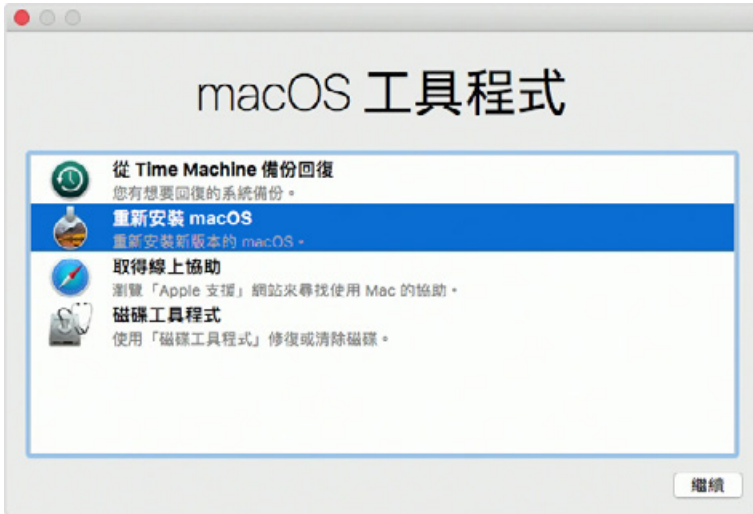 macOS 工具程式
從 Time Machine 備份回復
您有想要回復的系統備份。
重新安裝 macOS
重新安裝新版本的 macOS。
取得線上協助
瀏覽「Apple 支援」網站來尋找使用 Mac 的協助。
磁碟工具程式
使用「磁碟工具程式」修復或清除磁碟。
繼續